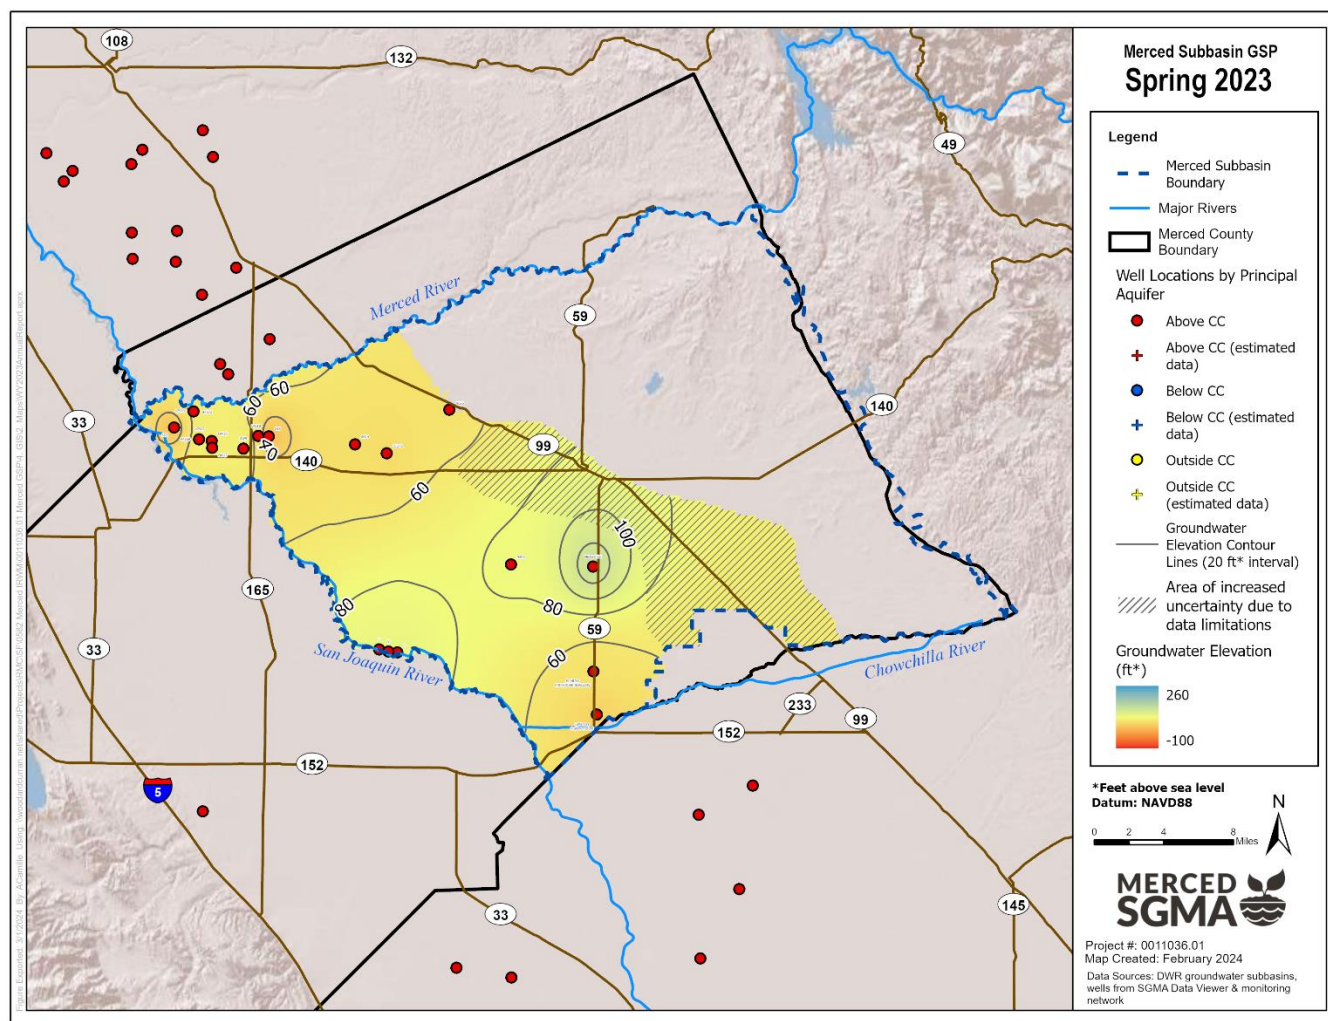 108
132
49
Merced River
59
33
60
60
40
140
99
140
60
100
80
80
165
59
60
33
San Joaquin River
Chowchilla River
233
99
152
152
5
33
145
Merced Subbasin GSP
Spring 2023
Legend
Merced Subbasin
Boundary
Major Rivers
Merced County
Boundary
Well Locations by Principal
Aquifer
Above CC
Above CC (estimated
data)
Below CC
Below CC (estimated
data)
Outside CC
Outside CC
(estimated data)
Groundwater
Elevation Contour
Lines (20 ft* interval)
Area of increased
uncertainty due to
data limitations
Groundwater Elevation
(ft*)
260
-100
*Feet above sea level
Datum: NAVD88
N
0 2 4 8
Miles
MERCED
SGMA
Project #: 0011036.01
Map Created: February 2024
Data Sources: DWR groundwater subbasins,
wells from SGMA Data Viewer & monitoring
network